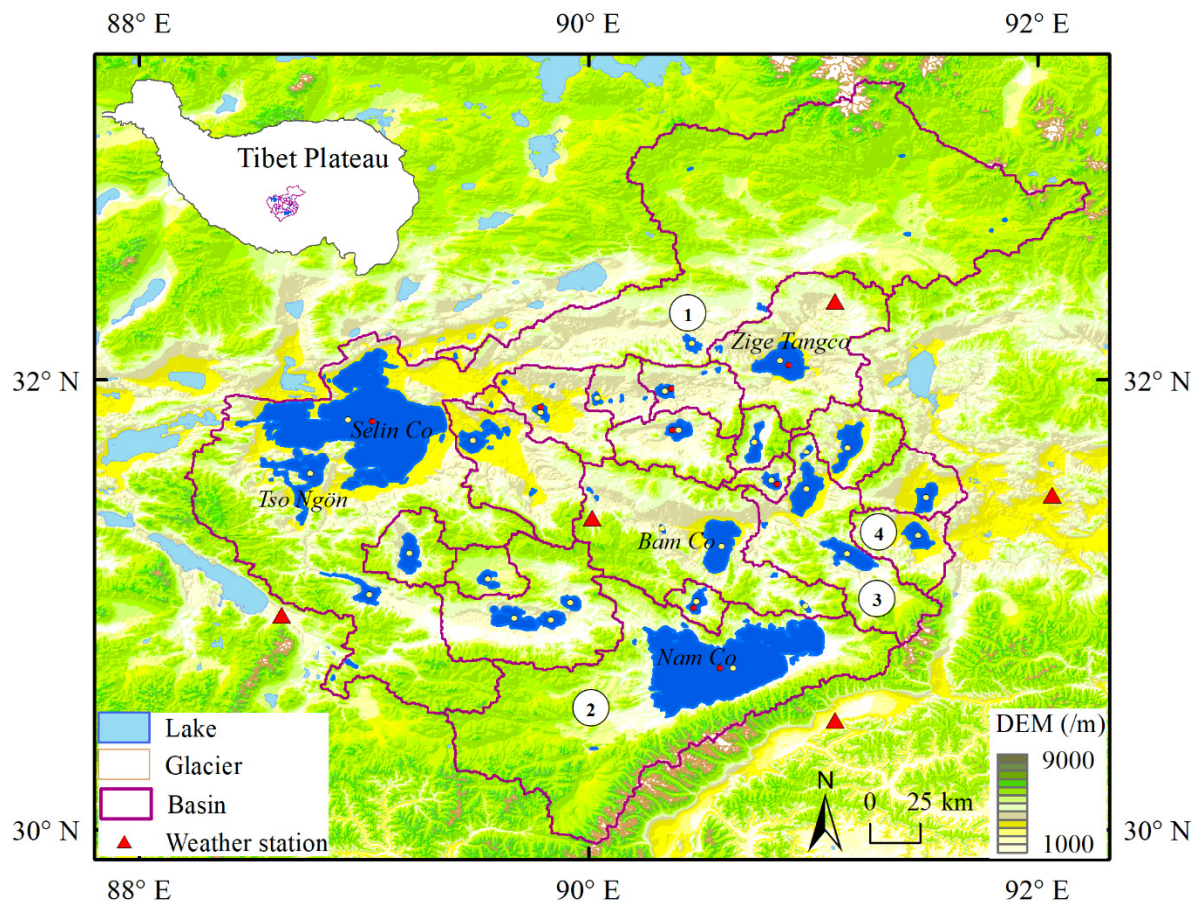 88° E 90° E 92° E
Tibet Plateau
1
Zige Tangco
32° N 32° N
Selin Co
Tso Ngön
Bam Co
4
3
Nam Co
2
Lake
Glacier
Basin
Weather station
DEM (/m)
9000
1000
N
0 25 km
30° N 30° N
88° E 90° E 92° E